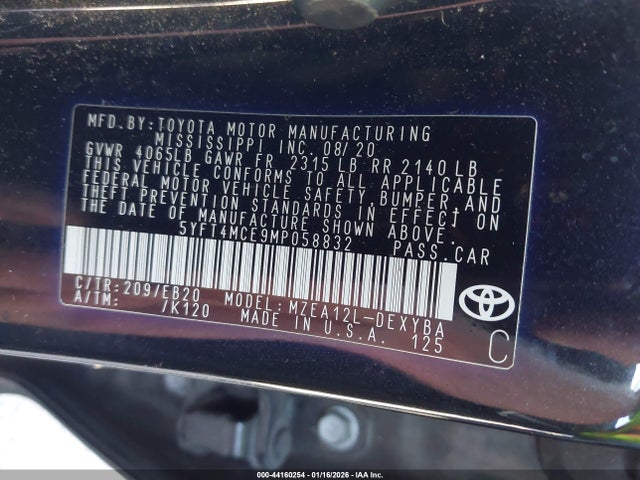 MFD. BY: TOYOTA MOTOR MANUFACTURING
MISSISSIPPI INC. 08/20
GVWR 4065LB GAWR FR 2315 LB RR 2140 LB
THIS VEHICLE CONFORMS TO ALL APPLICABLE
FEDERAL MOTOR VEHICLE SAFETY, BUMPER, AND
THEFT PREVENTION STANDARDS IN EFFECT ON
THE DATE OF MANUFACTURE SHOWN ABOVE.
5YFT4MCE9MP058832 PASS. CAR
C/TR: 209/EB20 MODEL: MZEA12L-DEXYBA
A/TM: /K120 MADE IN U.S.A. 125
C
000-44160254 - 01/16/2026 - IAA Inc.